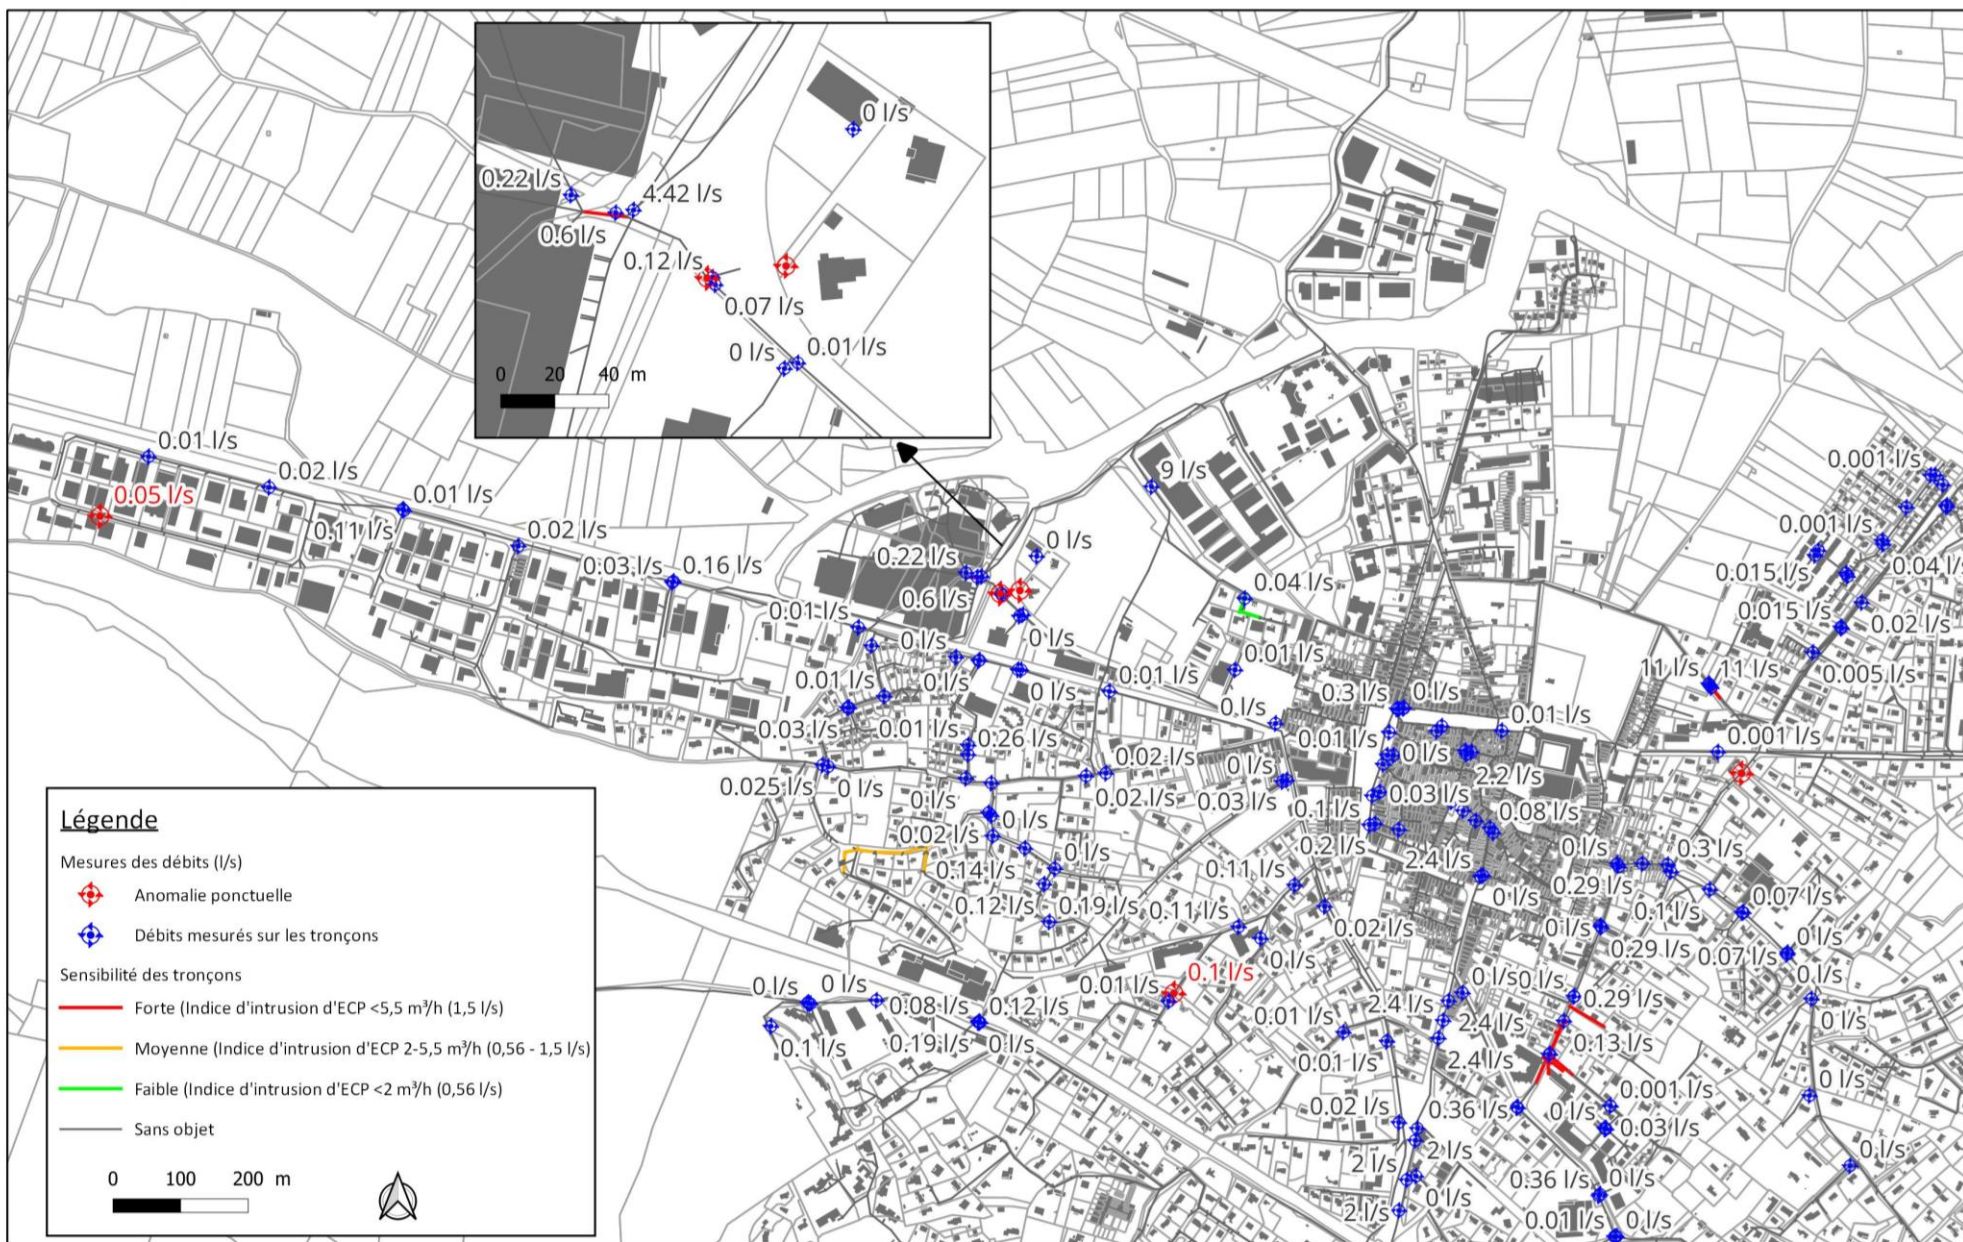 0 l/s
0.22 l/s
4.42 l/s
0.6 l/s
0.12 l/s
0.07 l/s
0 l/s
0.01 l/s
0 20 40 m
0.01 l/s
0.02 l/s
0.05 l/s
0.01 l/s
0.11 l/s
0.02 l/s
0.03 l/s
0.16 l/s
0.22 l/s
0 l/s
9 l/s
0.6 l/s
0.04 l/s
0.01 l/s
0 l/s
0 l/s
0.01 l/s
0.01 l/s
0 l/s
0 l/s
0.01 l/s
0 l/s
0.03 l/s
0.01 l/s
0.26 l/s
0.025 l/s
0 l/s
0 l/s
0.02 l/s
0.02 l/s
0.02 l/s
0 l/s
0.14 l/s
0 l/s
0.12 l/s
0.19 l/s
0.11 l/s
0.11 l/s
0 l/s
0.1 l/s
0.01 l/s
0.001 l/s
0.001 l/s
0.015 l/s
0.04 l/s
0.015 l/s
0.02 l/s
0.005 l/s
11 l/s
11 l/s
0.001 l/s
0.3 l/s
0 l/s
0.01 l/s
0.01 l/s
0 l/s
0 l/s
2.2 l/s
0.03 l/s
0.03 l/s
0.1 l/s
0.08 l/s
0.2 l/s
2.4 l/s
0 l/s
0 l/s
0.3 l/s
0.29 l/s
0.1 l/s
0.07 l/s
0.02 l/s
0 l/s
0.29 l/s
0.07 l/s
0 l/s
0 l/s
0 l/s
0 l/s
0.29 l/s
0 l/s
2.4 l/s
2.4 l/s
0.13 l/s
0.01 l/s
0.01 l/s
2.4 l/s
0.001 l/s
0 l/s
0.02 l/s
0.36 l/s
0 l/s
0.03 l/s
2 l/s
2 l/s
0 l/s
0.36 l/s
0 l/s
0 l/s
2 l/s
0.01 l/s
0 l/s
0 l/s
0 l/s
0.08 l/s
0.12 l/s
0.1 l/s
0.19 l/s
0 l/s
Légende
Mesures des débits (l/s)
Anomalie ponctuelle
Débits mesurés sur les tronçons
Sensibilité des tronçons
Forte (Indice d'intrusion d'ECP <5,5 m³/h (1,5 l/s)
Moyenne (Indice d'intrusion d'ECP 2-5,5 m³/h (0,56 - 1,5 l/s)
Faible (Indice d'intrusion d'ECP <2 m³/h (0,56 l/s)
Sans objet
0 100 200 m